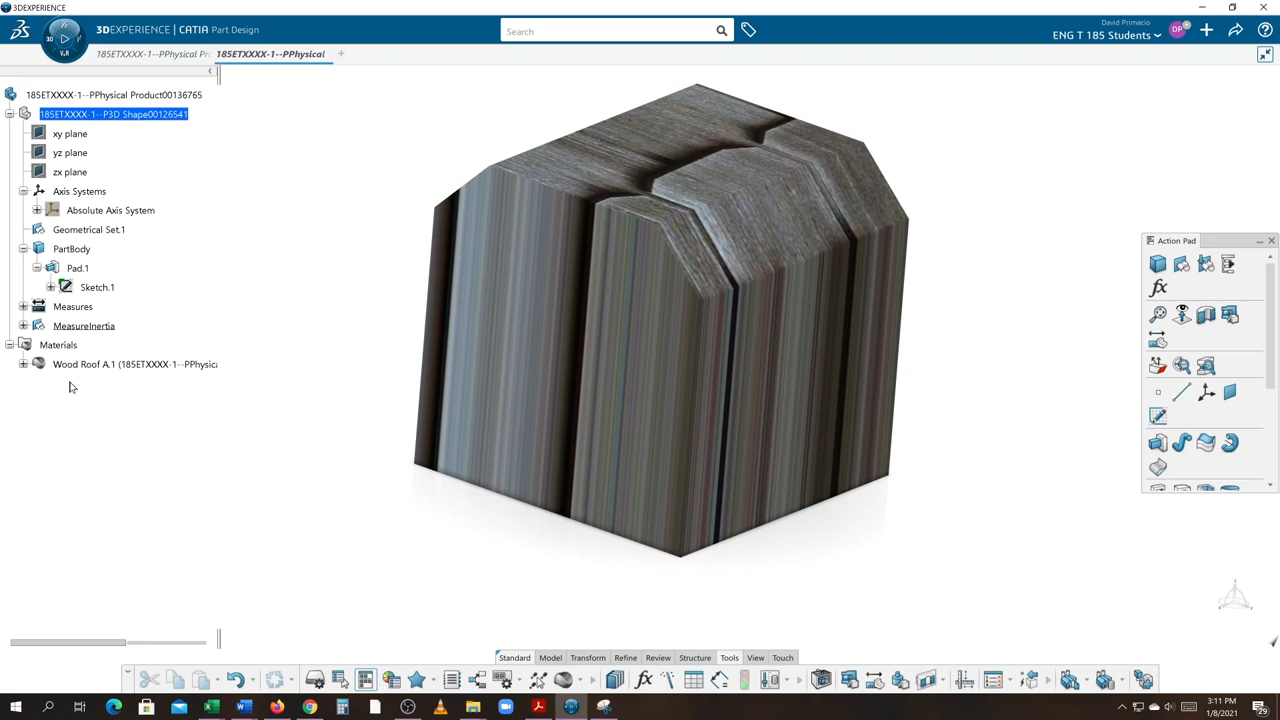 3DEXPERIENCE
3DEXPERIENCE | CATIA Part Design
Search
David Primacio
ENG T 185 Students
DP
3D
V.R
185ETXXXX-1--PPhysical Pr...
185ETXXXX-1--PPhysical
185ETXXXX-1--PPhysical Product00136765
185ETXXXX-1--P3D Shape00126541
xy plane
yz plane
zx plane
Axis Systems
Absolute Axis System
Geometrical Set.1
PartBody
Pad.1
Sketch.1
Measures
MeasureInertia
Materials
Wood Roof A.1 (185ETXXXX-1--PPhysica
Action Pad
fx
Standard
Model
Transform
Refine
Review
Structure
Tools
View
Touch
fx
3:11 PM
1/8/2021
29